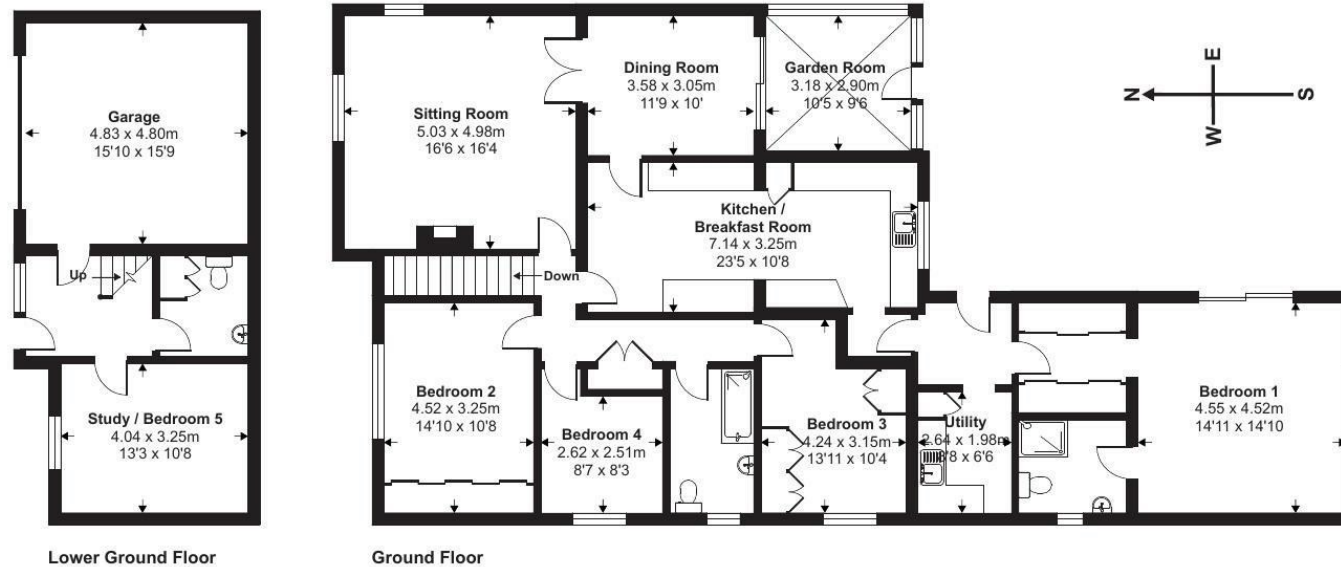 Garage
4.83 x 4.80m
15'10 x 15'9
Up
Study / Bedroom 5
4.04 x 3.25m
13'3 x 10'8
Lower Ground Floor
Sitting Room
5.03 x 4.98m
16'6 x 16'4
Dining Room
3.58 x 3.05m
11'9 x 10'
Garden Room
3.18 x 2.90m
10'5 x 9'6
Kitchen /
Breakfast Room
7.14 x 3.25m
23'5 x 10'8
Down
Bedroom 2
4.52 x 3.25m
14'10 x 10'8
Bedroom 4
2.62 x 2.51m
8'7 x 8'3
Bedroom 3
4.24 x 3.15m
13'11 x 10'4
Utility
2.64 x 1.98m
8'8 x 6'6
Bedroom 1
4.55 x 4.52m
14'11 x 14'10
Ground Floor
N
E
S
W